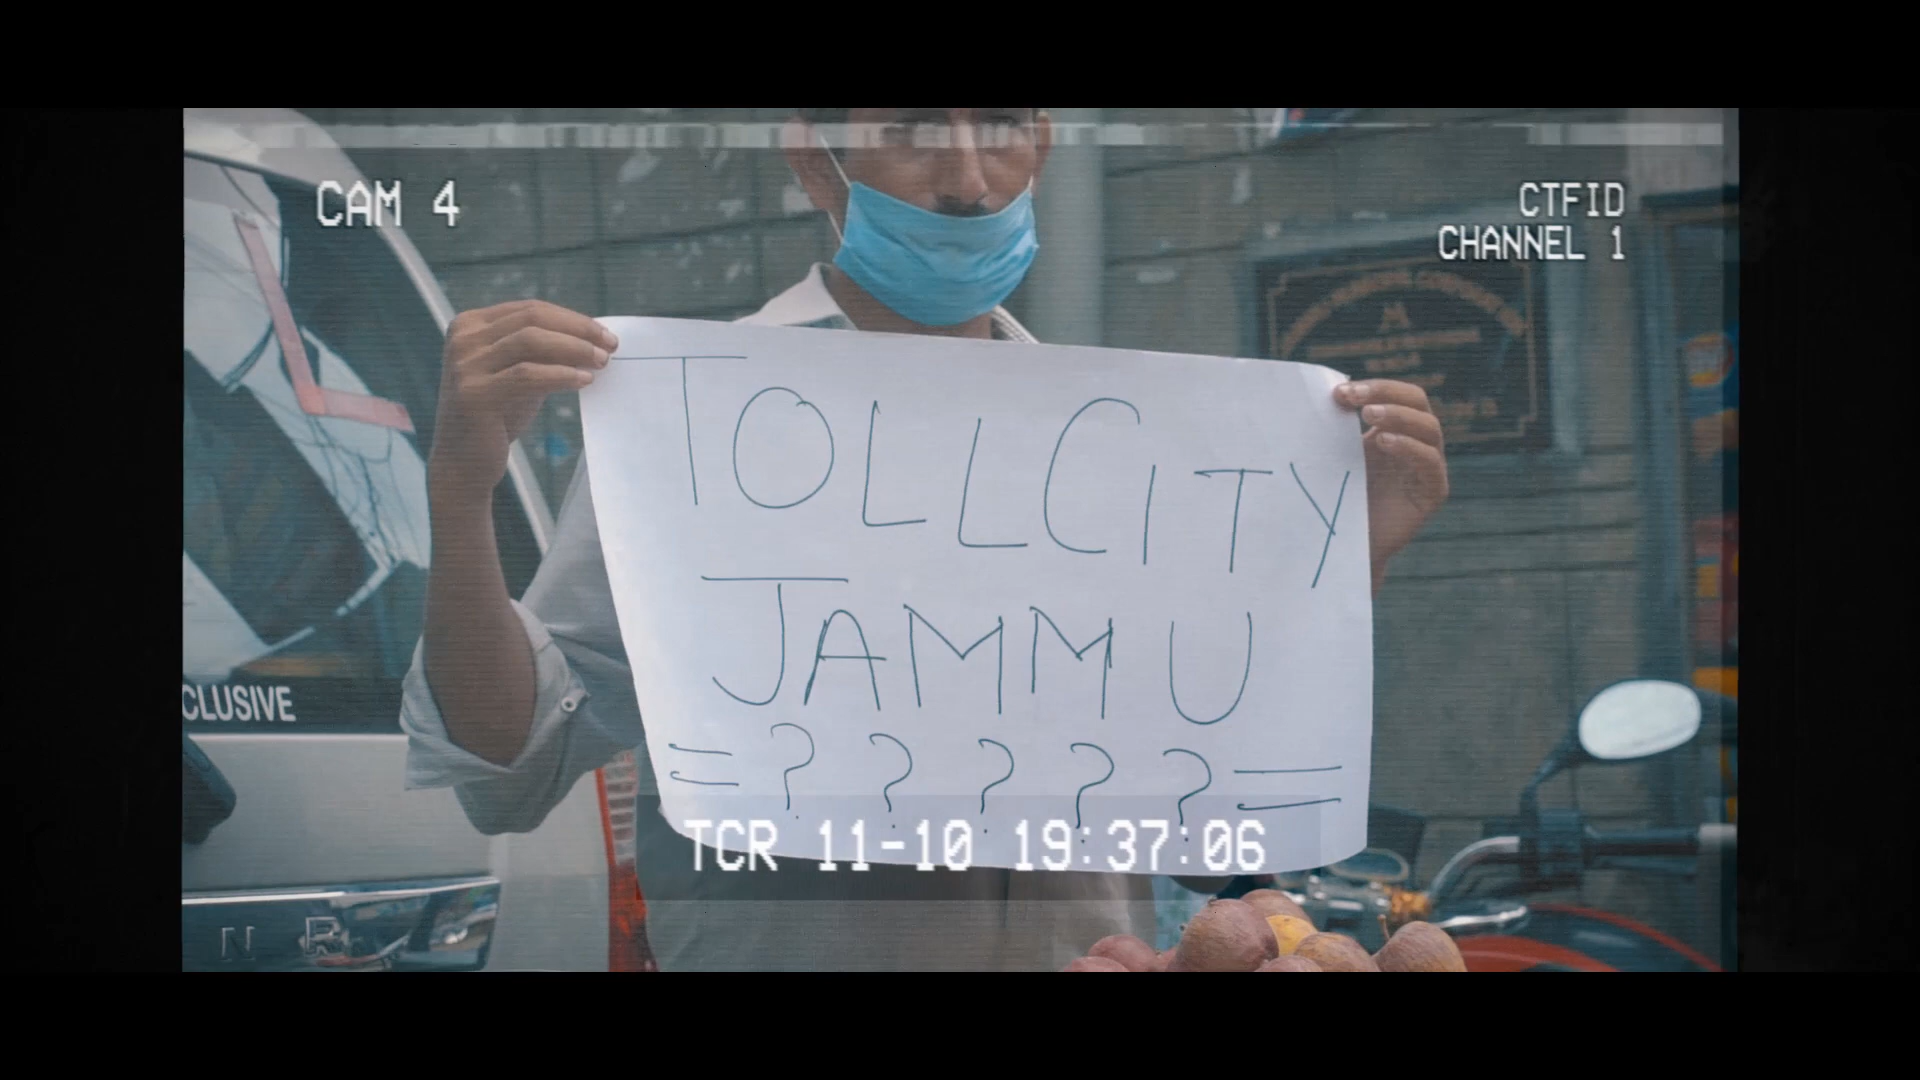 CAM 4
CTFID
CHANNEL 1
TOLLCITY
JAMMU
=?????=
TCR 11-10 19:37:06
CLUSIVE
N R